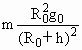 m R₀²g₀ / (R₀+h)²